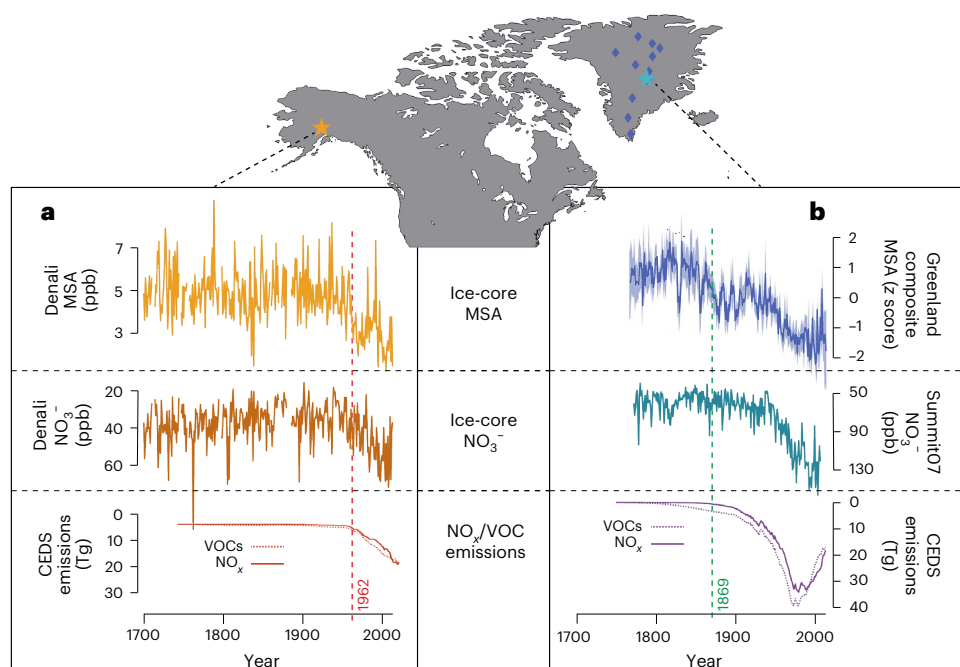 a
b
Denali
MSA
(ppb)
7
5
3
Ice-core
MSA
2
1
0
−1
−2
Greenland
composite
MSA (z score)
Denali
NO₃⁻
(ppb)
20
40
60
Ice-core
NO₃⁻
50
90
130
Summit07
NO₃⁻
(ppb)
CEDS
emissions
(Tg)
0
10
20
30
VOCs
NOₓ
1962
NOₓ/VOC
emissions
VOCs
NOₓ
1869
0
10
20
30
40
CEDS
emissions
(Tg)
1700 1800 1900 2000
Year
1700 1800 1900 2000
Year